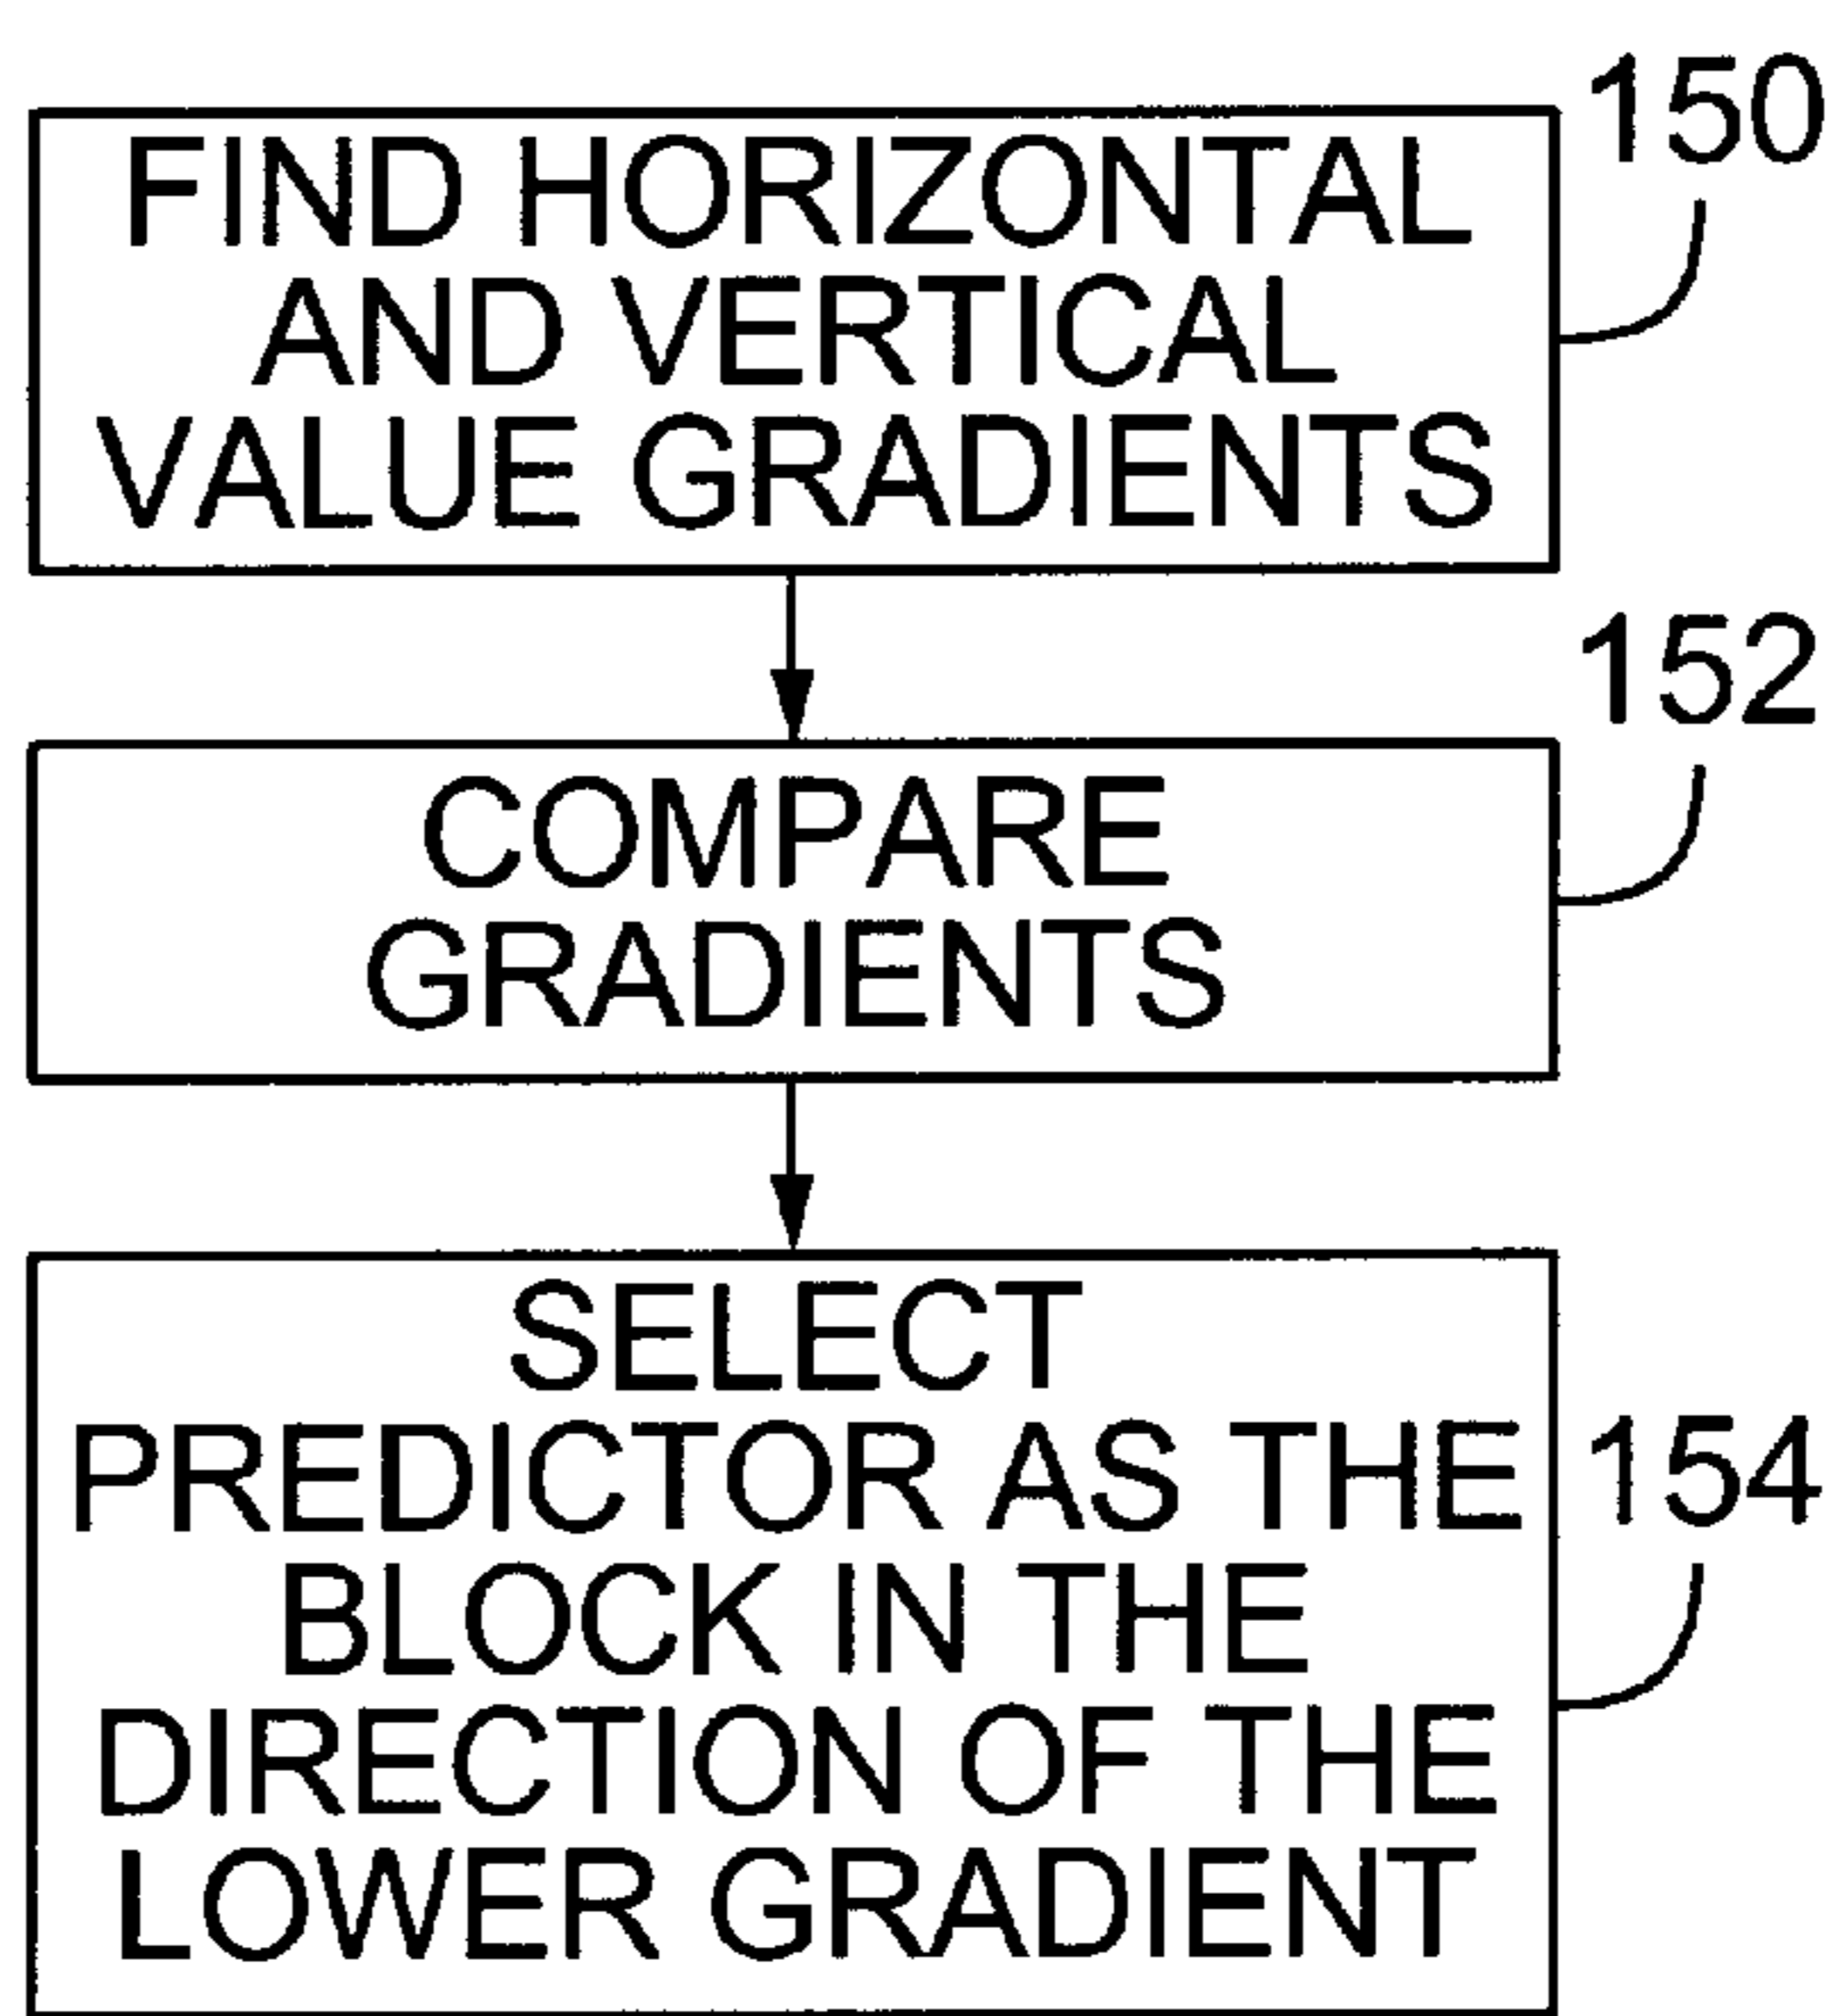 150
FIND HORIZONTAL
AND VERTICAL
VALUE GRADIENTS
152
COMPARE
GRADIENTS
SELECT
PREDICTOR AS THE
154
BLOCK IN THE
DIRECTION OF THE
LOWER GRADIENT